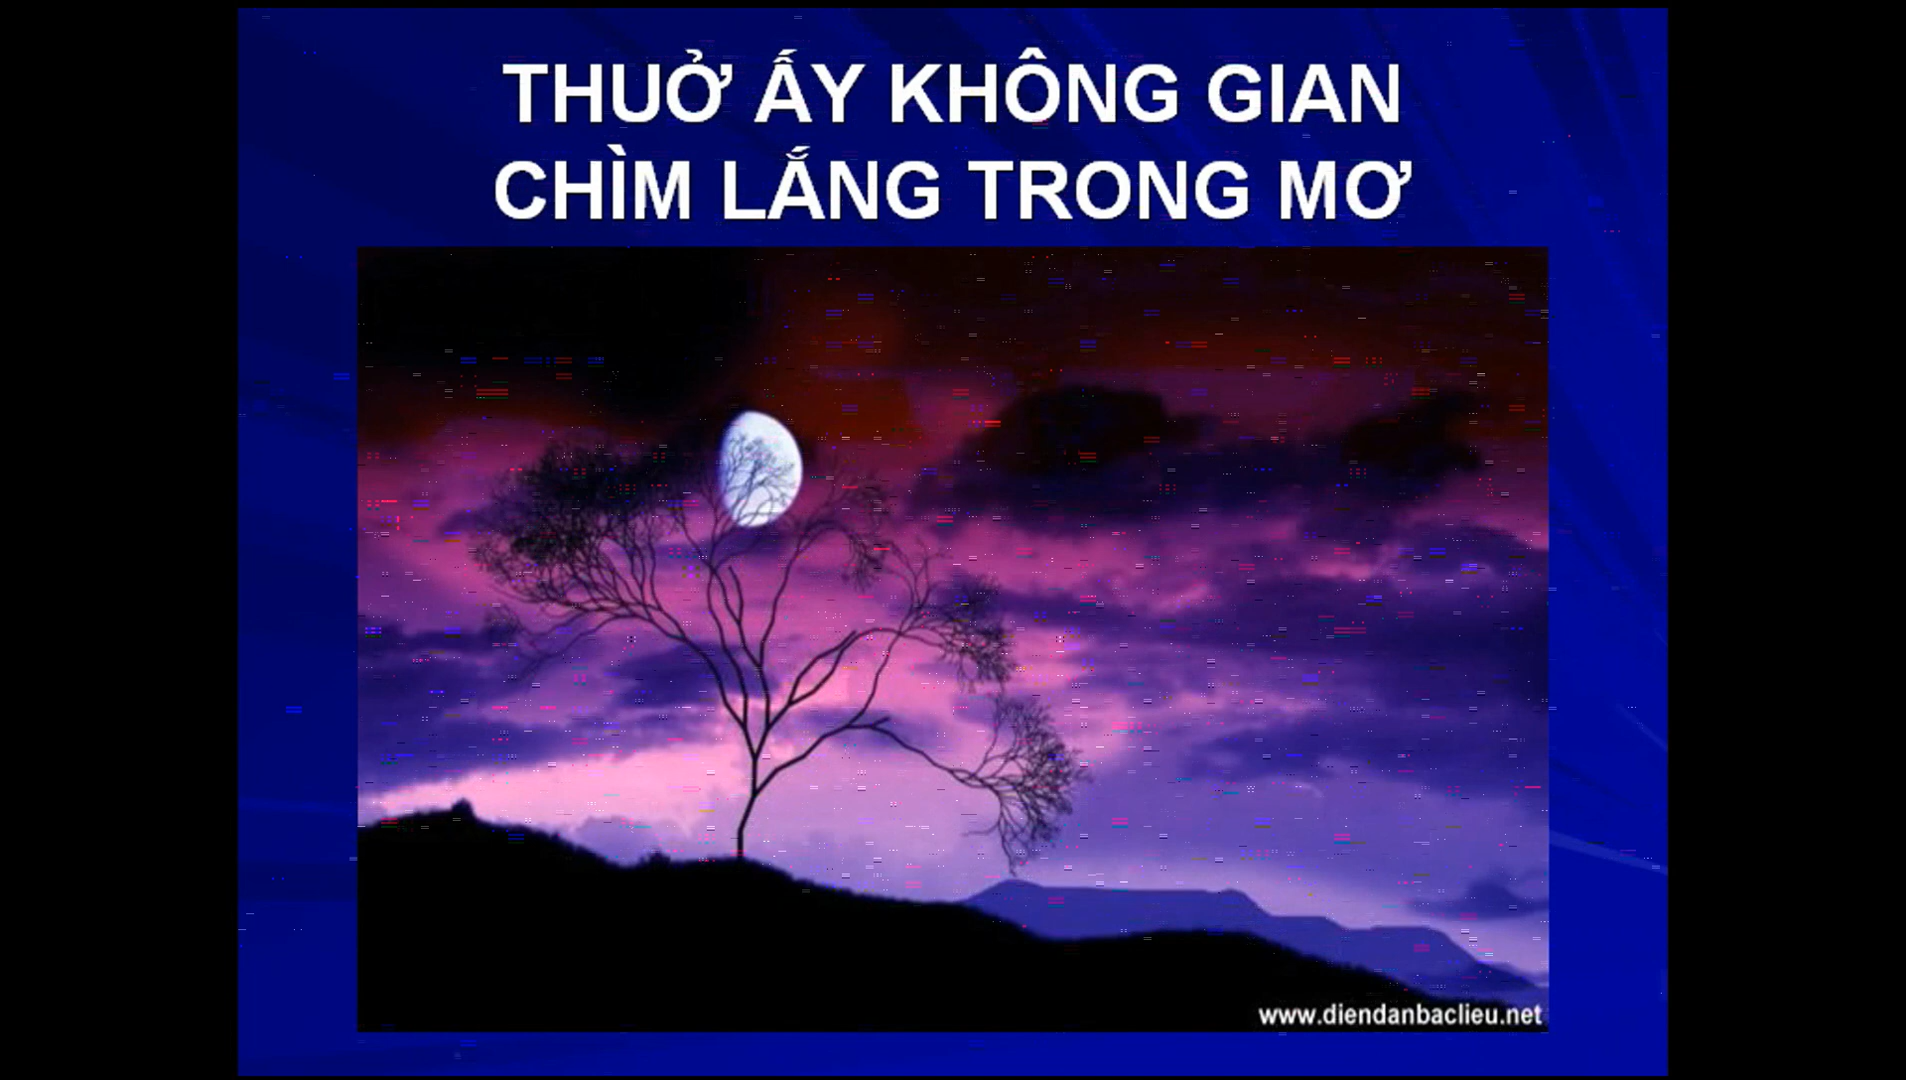 THUỞ ẤY KHÔNG GIAN
CHÌM LẮNG TRONG MƠ
www.diendanbaclieu.net